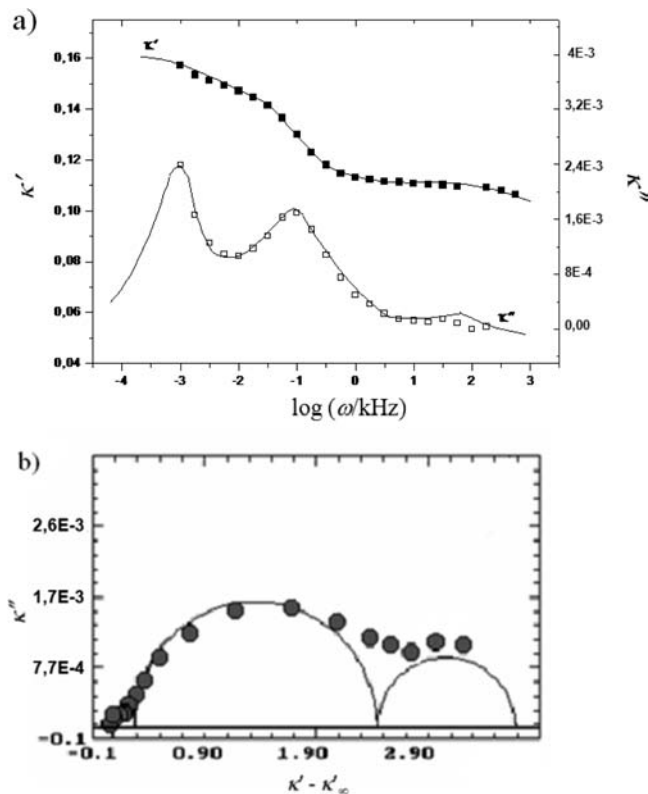 a)
κ′
0,16
0,14
0,12
0,10
0,08
0,06
0,04
κ′
4E-3
3,2E-3
2,4E-3
1,6E-3
8E-4
0,00
κ″
κ″
-4 -3 -2 -1 0 1 2 3
log (ω/kHz)
b)
κ″
2,6E-3
1,7E-3
7,7E-4
-0.1
-0.1 0.90 1.90 2.90
κ′ - κ′∞